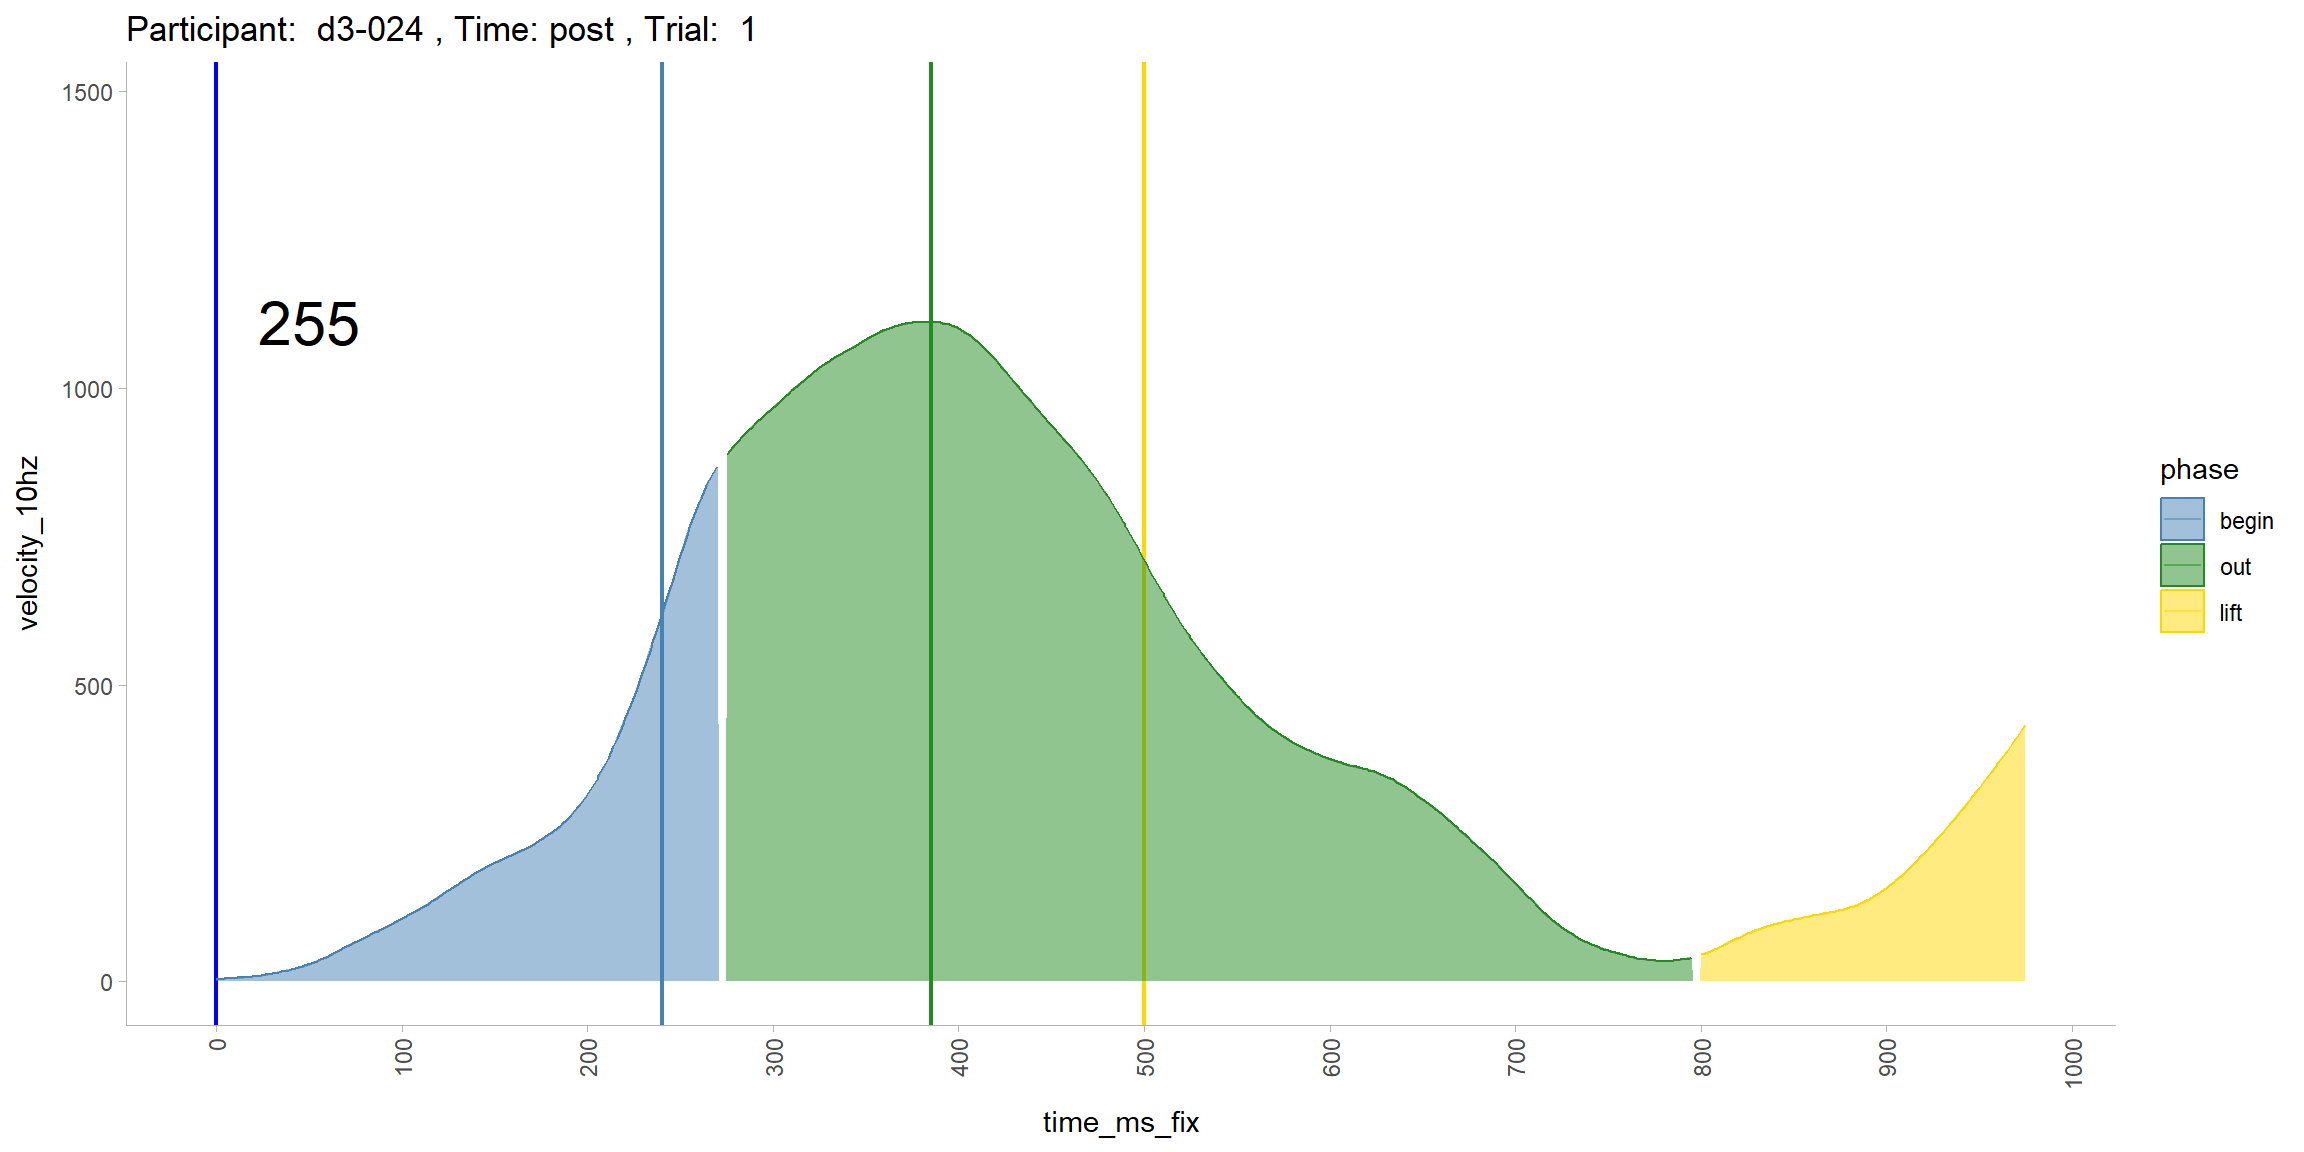 Participant:  d3-024 , Time: post , Trial:  1
1500
1000
500
0
velocity_10hz
255
0
100
200
300
400
500
600
700
800
900
1000
time_ms_fix
phase
begin
out
lift